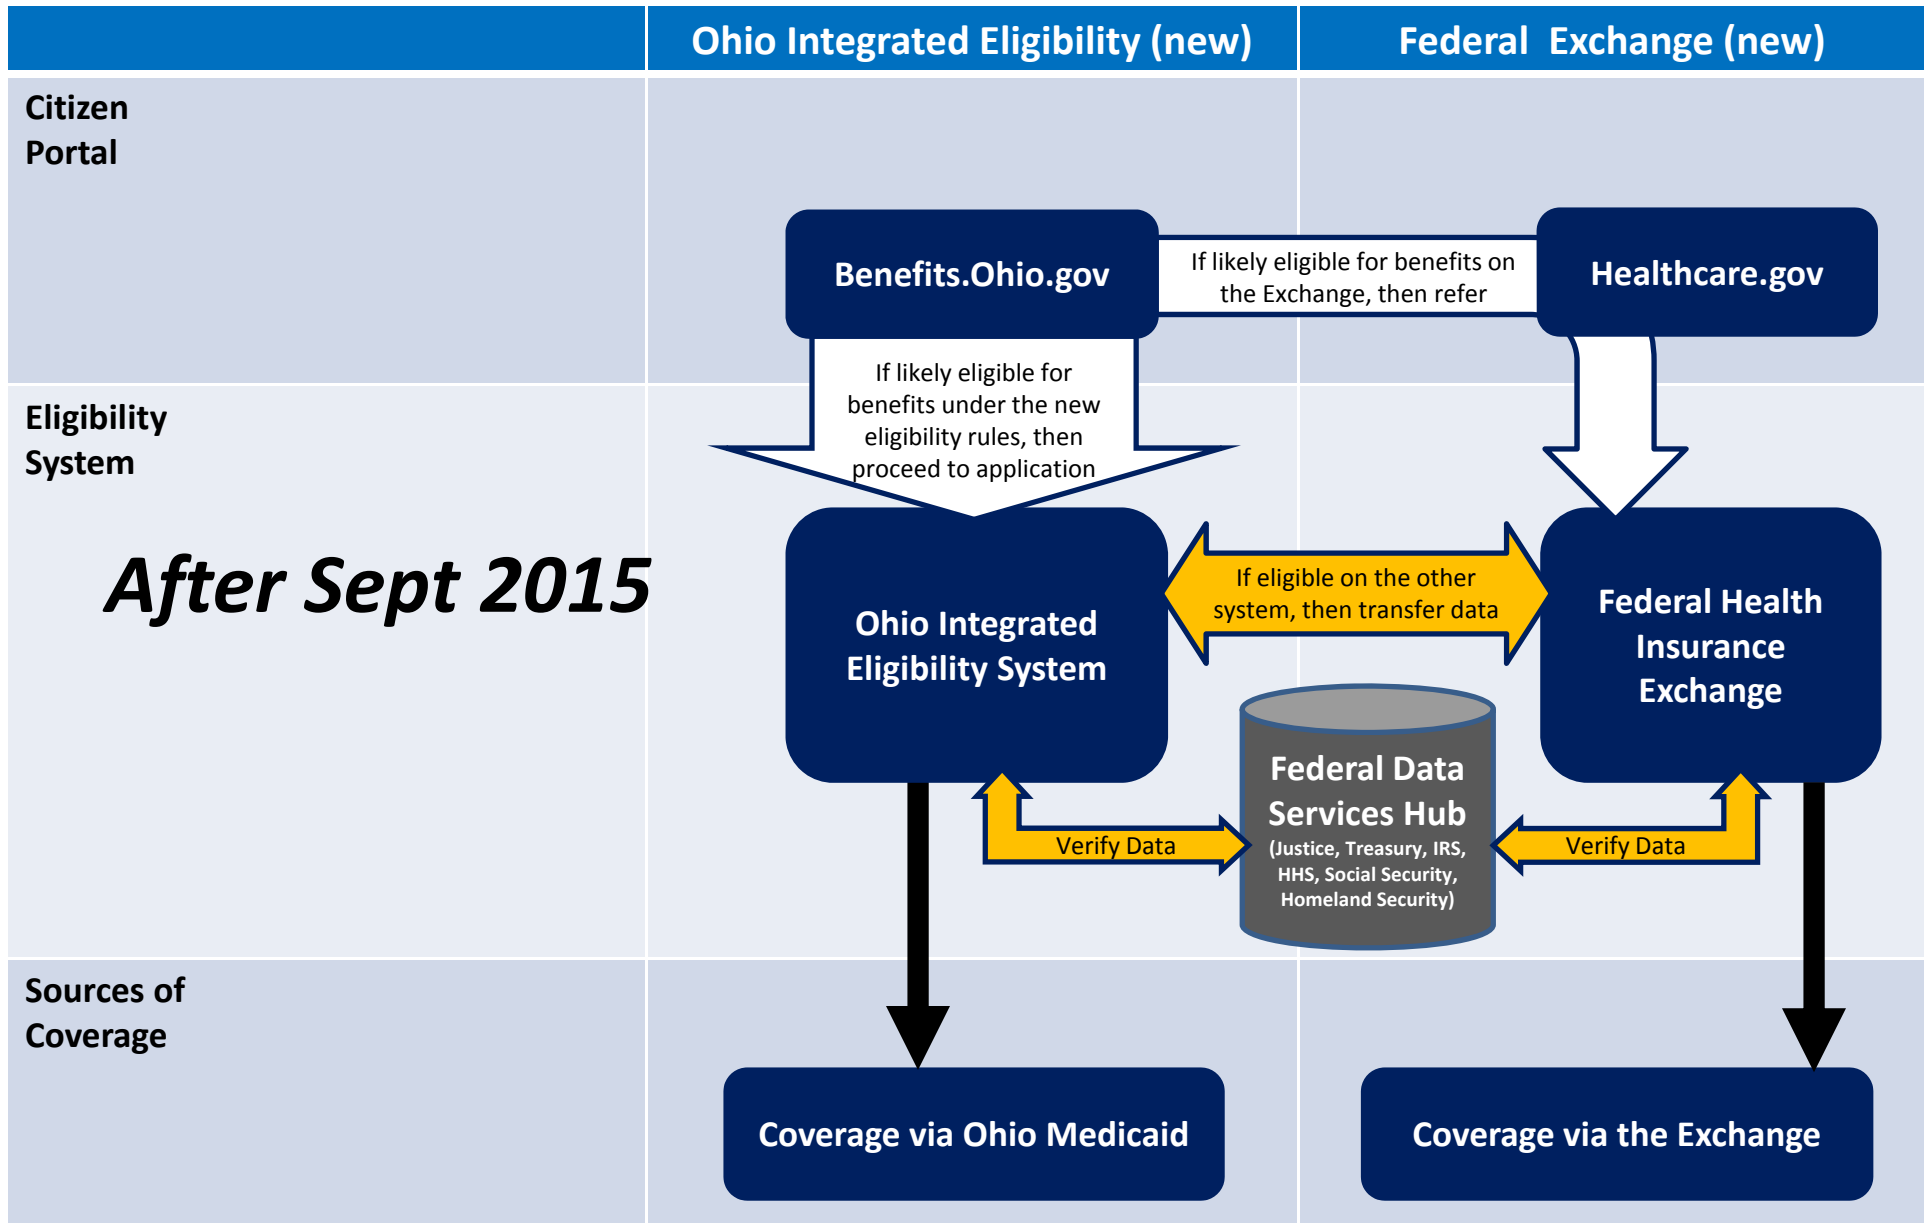 Ohio Integrated Eligibility (new)
Federal Exchange (new)
Citizen
Portal
Benefits.Ohio.gov
If likely eligible for benefits on
the Exchange, then refer
Healthcare.gov
If likely eligible for
benefits under the new
eligibility rules, then
proceed to application
Eligibility
System
After Sept 2015
Ohio Integrated
Eligibility System
If eligible on the other
system, then transfer data
Federal Health
Insurance
Exchange
Federal Data
Services Hub
(Justice, Treasury, IRS,
HHS, Social Security,
Homeland Security)
Verify Data
Verify Data
Sources of
Coverage
Coverage via Ohio Medicaid
Coverage via the Exchange